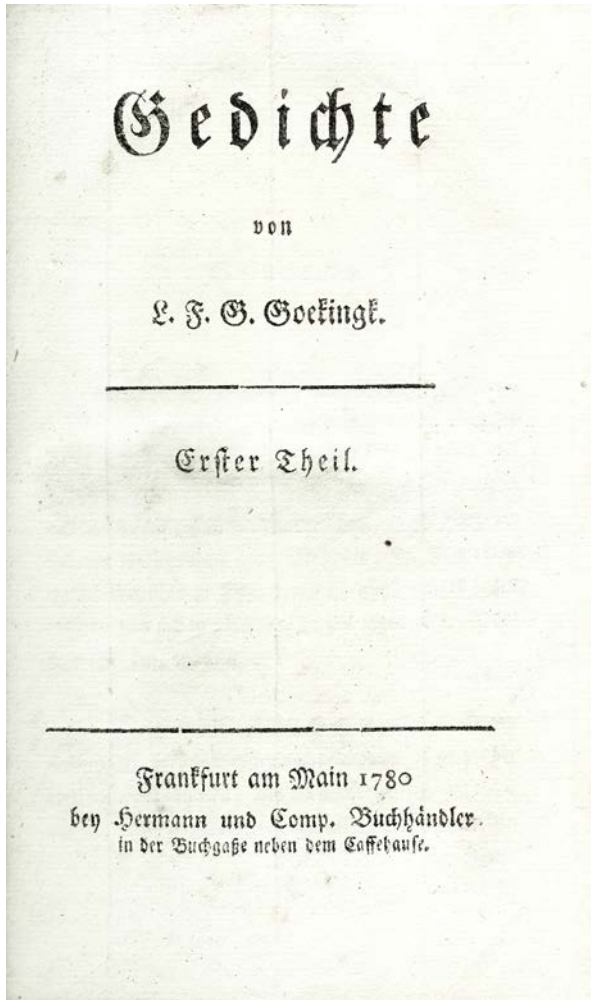 Gedichte
von
L. F. G. Goekingk.
Erster Theil.
Frankfurt am Main 1780
bey Hermann und Comp. Buchhändler.
in der Buchgaße neben dem Caffehause.